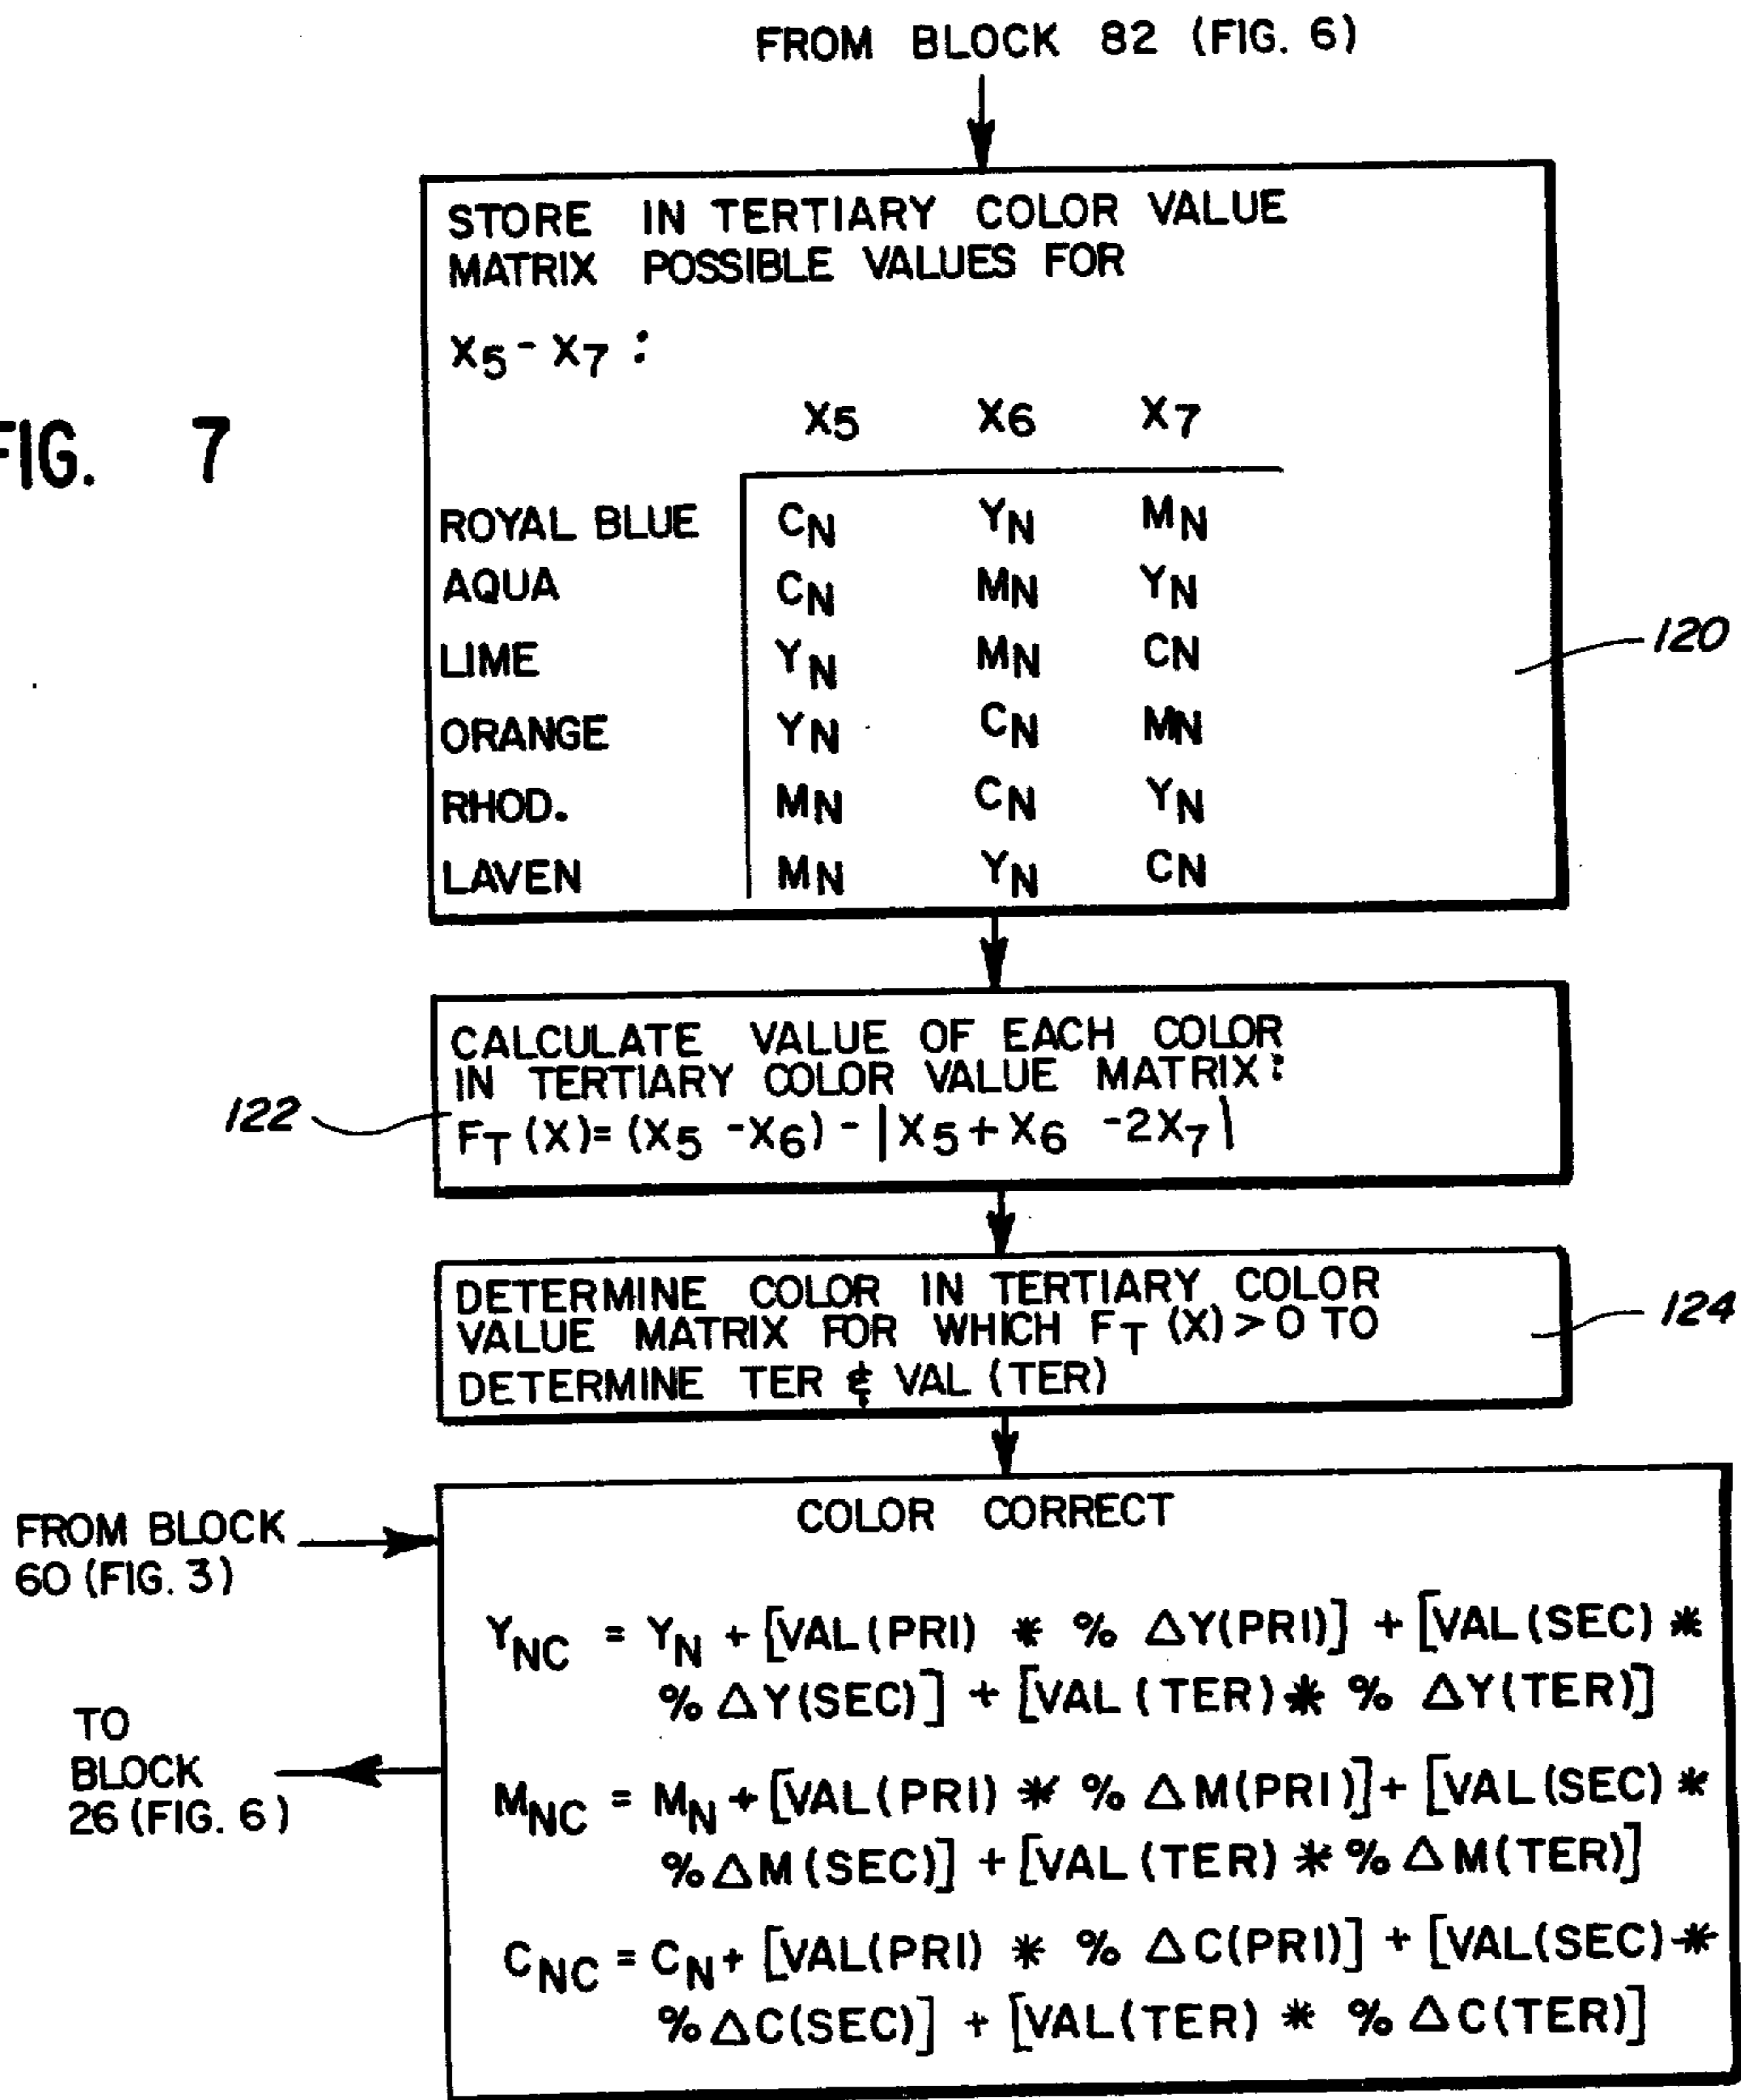 FROM BLOCK 82 (FIG. 6)
STORE IN TERTIARY COLOR VALUE
MATRIX POSSIBLE VALUES FOR
X5 - X7 :
FIG. 7
X5 X6 X7
ROYAL BLUE CN YN MN
AQUA CN MN YN
LIME YN MN CN
120
ORANGE YN CN MN
RHOD. MN CN YN
LAVEN MN YN CN
CALCULATE VALUE OF EACH COLOR
IN TERTIARY COLOR VALUE MATRIX:
122
FT (X) = (X5 - X6) - |X5 + X6 - 2X7|
DETERMINE COLOR IN TERTIARY COLOR
VALUE MATRIX FOR WHICH FT (X) > 0 TO
124
DETERMINE TER & VAL (TER)
COLOR CORRECT
FROM BLOCK
60 (FIG. 3)
YNC = YN + [VAL(PRI) * % ΔY(PRI)] + [VAL(SEC) *
% ΔY(SEC)] + [VAL (TER) * % ΔY(TER)]
TO
BLOCK
26 (FIG. 6)
MNC = MN + [VAL(PRI) * % ΔM(PRI)] + [VAL(SEC) *
% ΔM (SEC)] + [VAL (TER) * % ΔM(TER)]
CNC = CN + [VAL(PRI) * % ΔC(PRI)] + [VAL(SEC) *
% ΔC(SEC)] + [VAL(TER) * % ΔC(TER)]